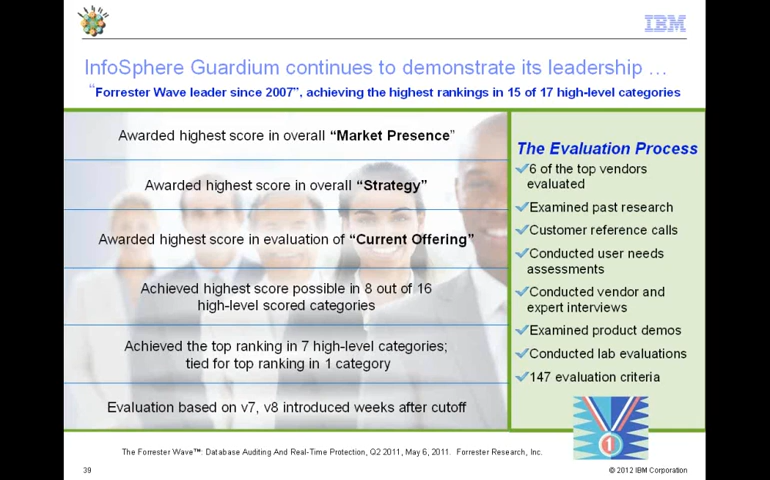 IBM
InfoSphere Guardium continues to demonstrate its leadership …
“Forrester Wave leader since 2007”, achieving the highest rankings in 15 of 17 high-level categories
Awarded highest score in overall “Market Presence”
Awarded highest score in overall “Strategy”
Awarded highest score in evaluation of “Current Offering”
Achieved highest score possible in 8 out of 16
high-level scored categories
Achieved the top ranking in 7 high-level categories;
tied for top ranking in 1 category
Evaluation based on v7, v8 introduced weeks after cutoff
The Evaluation Process
6 of the top vendors
evaluated
Examined past research
Customer reference calls
Conducted user needs
assessments
Conducted vendor and
expert interviews
Examined product demos
Conducted lab evaluations
147 evaluation criteria
1
The Forrester Wave™: Database Auditing And Real-Time Protection, Q2 2011, May 6, 2011. Forrester Research, Inc.
39
© 2012 IBM Corporation